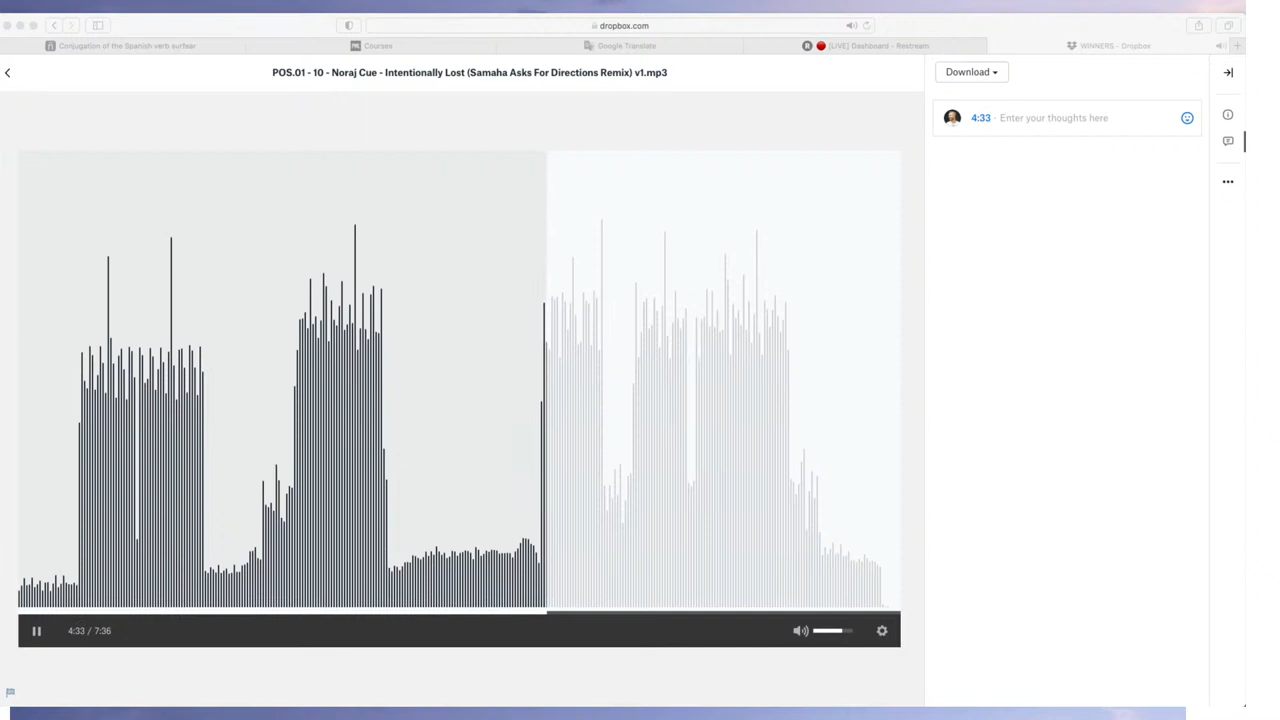 dropbox.com
Conjugation of the Spanish verb surfear
Courses
Google Translate
R (LIVE) Dashboard - Restream
WINNERS - Dropbox
POS.01 - 10 - Noraj Cue - Intentionally Lost (Samaha Asks For Directions Remix) v1.mp3
Download
4:33 · Enter your thoughts here
4:33 / 7:36